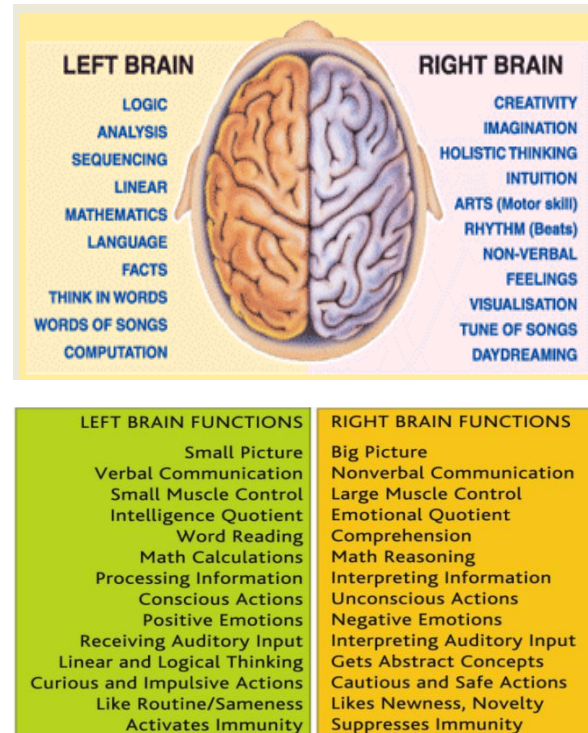 LEFT BRAIN
LOGIC
ANALYSIS
SEQUENCING
LINEAR
MATHEMATICS
LANGUAGE
FACTS
THINK IN WORDS
WORDS OF SONGS
COMPUTATION
RIGHT BRAIN
CREATIVITY
IMAGINATION
HOLISTIC THINKING
INTUITION
ARTS (Motor skill)
RHYTHM (Beats)
NON-VERBAL
FEELINGS
VISUALISATION
TUNE OF SONGS
DAYDREAMING
LEFT BRAIN FUNCTIONS
Small Picture
Verbal Communication
Small Muscle Control
Intelligence Quotient
Word Reading
Math Calculations
Processing Information
Conscious Actions
Positive Emotions
Receiving Auditory Input
Linear and Logical Thinking
Curious and Impulsive Actions
Like Routine/Sameness
Activates Immunity
RIGHT BRAIN FUNCTIONS
Big Picture
Nonverbal Communication
Large Muscle Control
Emotional Quotient
Comprehension
Math Reasoning
Interpreting Information
Unconscious Actions
Negative Emotions
Interpreting Auditory Input
Gets Abstract Concepts
Cautious and Safe Actions
Likes Newness, Novelty
Suppresses Immunity